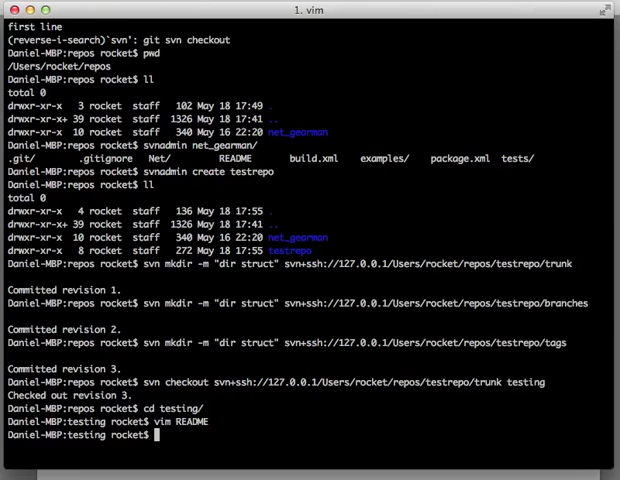 1. vim
first line
(reverse-i-search)`svn': git svn checkout
Daniel-MBP:repos rocket$ pwd
/Users/rocket/repos
Daniel-MBP:repos rocket$ ll
total 0
drwxr-xr-x   3 rocket  staff   102 May 18 17:49 .
drwxr-xr-x+ 39 rocket  staff  1326 May 18 17:41 ..
drwxr-xr-x  10 rocket  staff   340 May 16 22:20 net_gearman
Daniel-MBP:repos rocket$ svnadmin net_gearman/
.git/       .gitignore  Net/        README      build.xml   examples/   package.xml tests/
Daniel-MBP:repos rocket$ svnadmin create testrepo
Daniel-MBP:repos rocket$ ll
total 0
drwxr-xr-x   4 rocket  staff   136 May 18 17:55 .
drwxr-xr-x+ 39 rocket  staff  1326 May 18 17:41 ..
drwxr-xr-x  10 rocket  staff   340 May 16 22:20 net_gearman
drwxr-xr-x   8 rocket  staff   272 May 18 17:55 testrepo
Daniel-MBP:repos rocket$ svn mkdir -m "dir struct" svn+ssh://127.0.0.1/Users/rocket/repos/testrepo/trunk
Committed revision 1.
Daniel-MBP:repos rocket$ svn mkdir -m "dir struct" svn+ssh://127.0.0.1/Users/rocket/repos/testrepo/branches
Committed revision 2.
Daniel-MBP:repos rocket$ svn mkdir -m "dir struct" svn+ssh://127.0.0.1/Users/rocket/repos/testrepo/tags
Committed revision 3.
Daniel-MBP:repos rocket$ svn checkout svn+ssh://127.0.0.1/Users/rocket/repos/testrepo/trunk testing
Checked out revision 3.
Daniel-MBP:repos rocket$ cd testing/
Daniel-MBP:testing rocket$ vim README
Daniel-MBP:testing rocket$